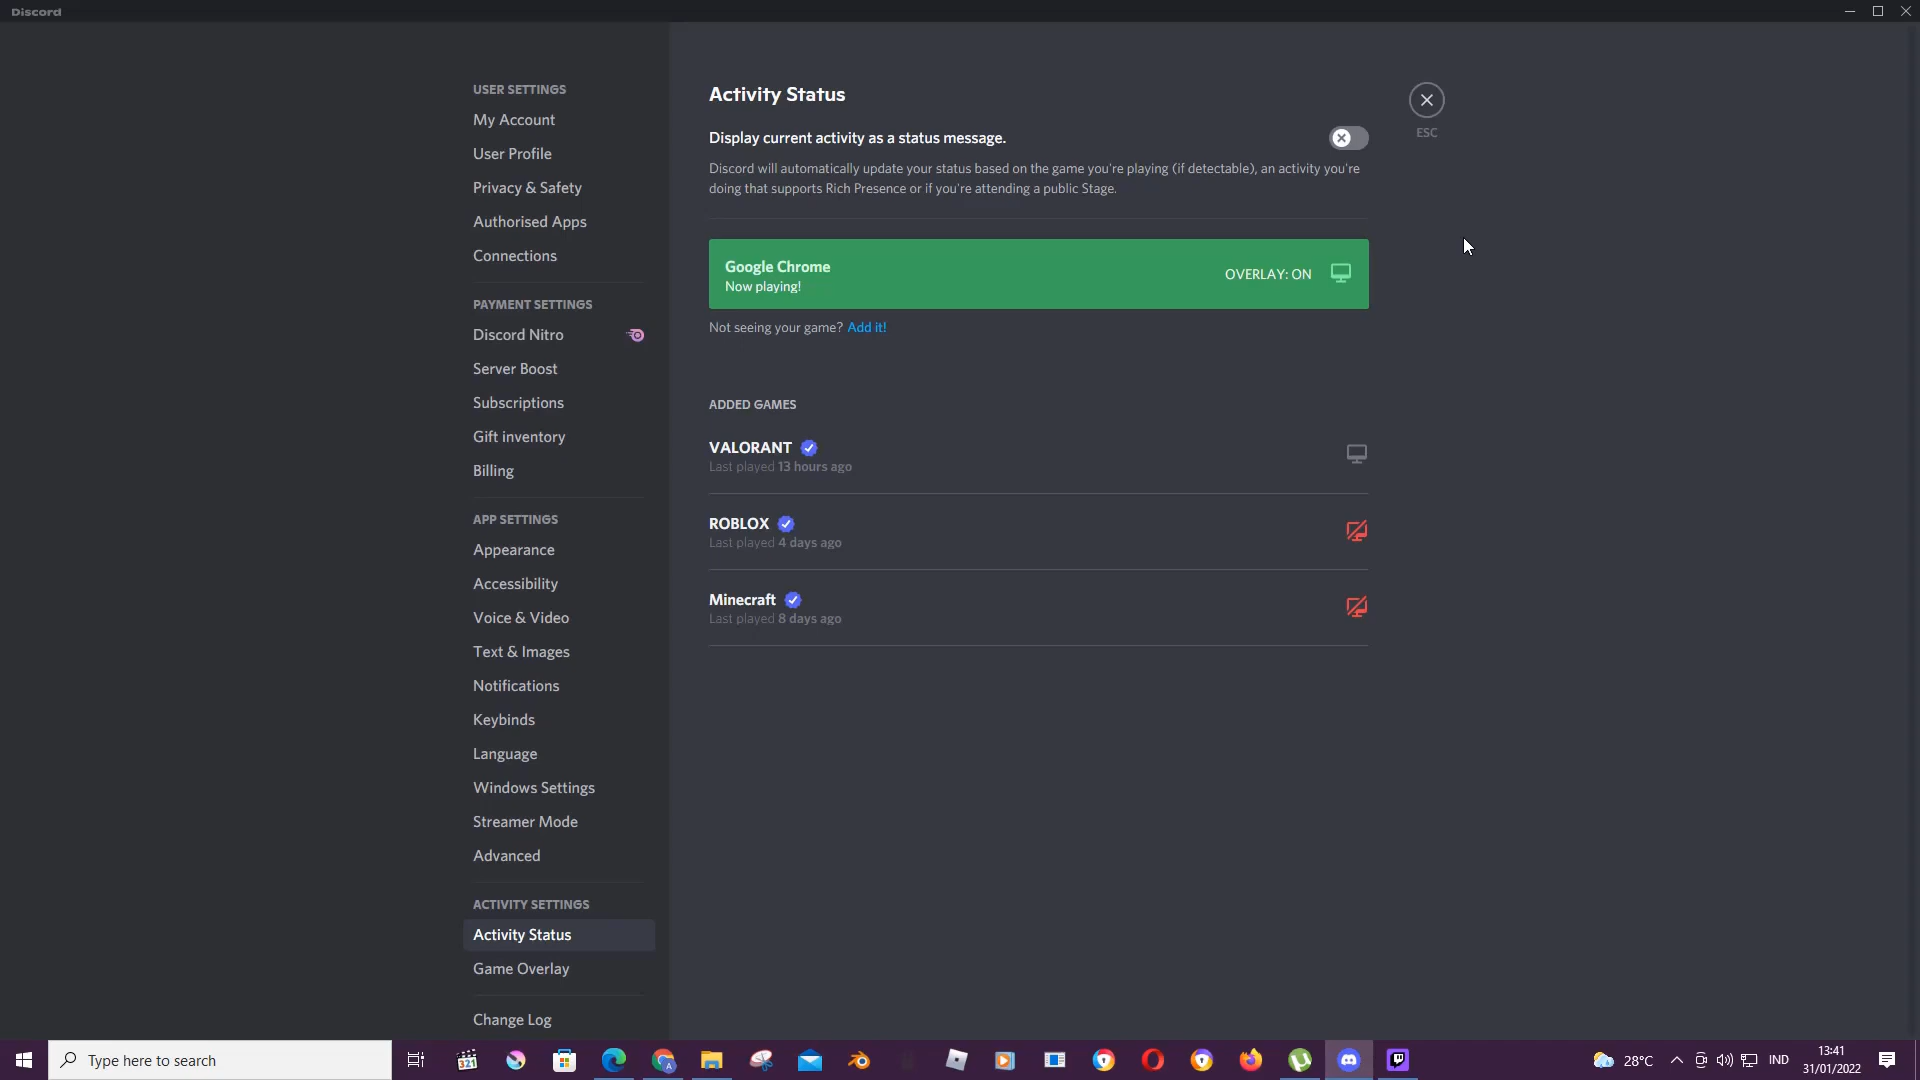 Discord
USER SETTINGS
My Account
User Profile
Privacy & Safety
Authorised Apps
Connections
PAYMENT SETTINGS
Discord Nitro
Server Boost
Subscriptions
Gift inventory
Billing
APP SETTINGS
Appearance
Accessibility
Voice & Video
Text & Images
Notifications
Keybinds
Language
Windows Settings
Streamer Mode
Advanced
ACTIVITY SETTINGS
Activity Status
Game Overlay
Change Log
Activity Status
Display current activity as a status message.
Discord will automatically update your status based on the game you're playing (if detectable), an activity you're
doing that supports Rich Presence or if you're attending a public Stage.
ESC
Google Chrome
Now playing!
OVERLAY: ON
Not seeing your game? Add it!
ADDED GAMES
VALORANT
Last played 13 hours ago
ROBLOX
Last played 4 days ago
Minecraft
Last played 8 days ago
Type here to search
321
A
28°C
IND
13:41
31/01/2022